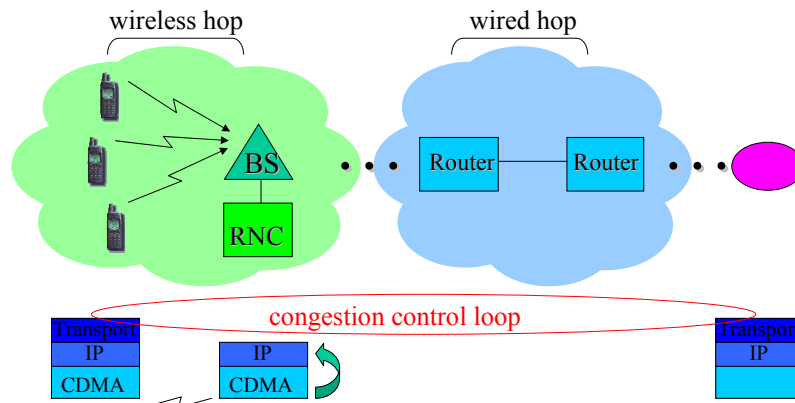 wireless hop
wired hop
BS
Router
Router
RNC
congestion control loop
Transport
Transport
IP
IP
IP
CDMA
CDMA